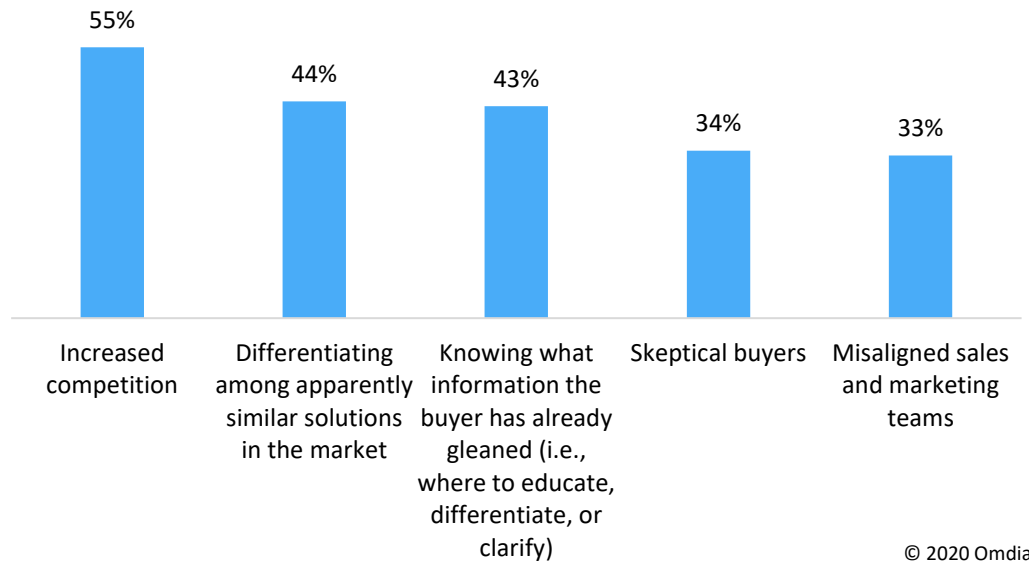 55%
44%
43%
34%
33%
Increased
competition
Differentiating
among apparently
similar solutions
in the market
Knowing what
information the
buyer has already
gleaned (i.e.,
where to educate,
differentiate, or
clarify)
Skeptical buyers
Misaligned sales
and marketing
teams
© 2020 Omdia